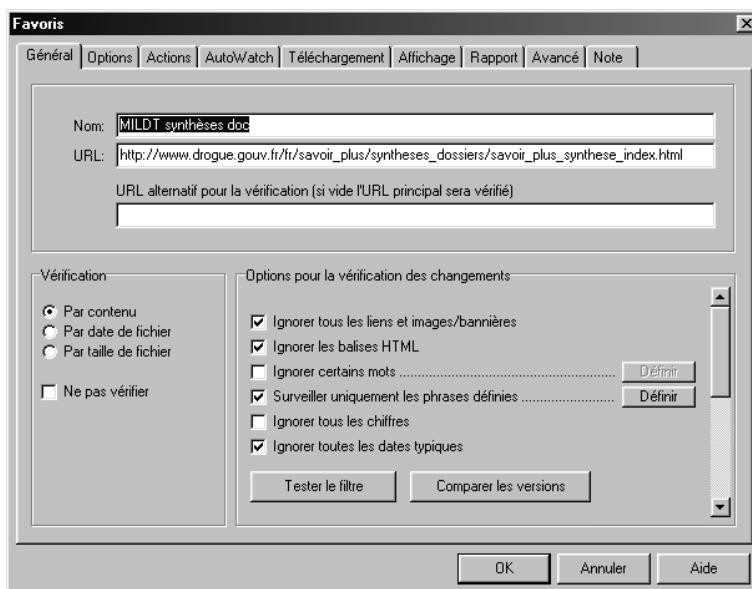 Favoris
Général Options Actions AutoWatch Téléchargement Affichage Rapport Avancé Note
Nom: MILDT synthèses doc
URL: http://www.drogue.gouv.fr/fr/savoir_plus/syntheses_dossiers/savoir_plus_synthese_index.html
URL alternatif pour la vérification (si vide l'URL principal sera vérifié)
Vérification
Par contenu
Par date de fichier
Par taille de fichier
Ne pas vérifier
Options pour la vérification des changements
Ignorer tous les liens et images/bannières
Ignorer les balises HTML
Ignorer certains mots ........................................................ Définir
Surveiller uniquement les phrases définies ........................ Définir
Ignorer tous les chiffres
Ignorer toutes les dates typiques
Tester le filtre Comparer les versions
OK Annuler Aide